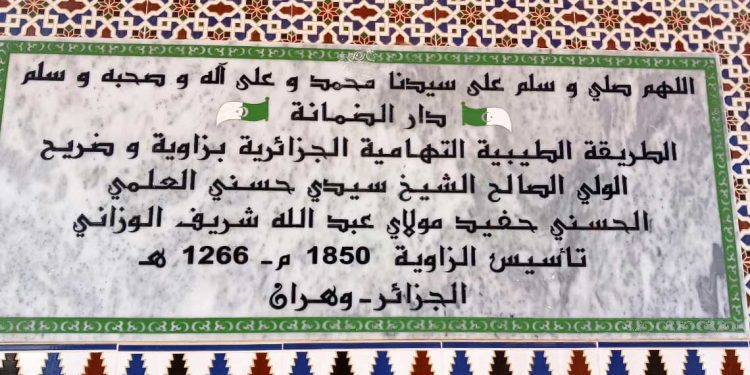 اللهم صلي و سلم على سيدنا محمد و على آله و صحبه و سلم
دار الضمانة
الطريقة الطيبية التهامية الجزائرية بزاوية و ضريح
الولي الصالح الشيخ سيدي حسني العلمي
الحسني حفيد مولاي عبد الله شريف الوزاني
تأسيس الزاوية 1850 م - 1266 هـ
الجزائر - وهران